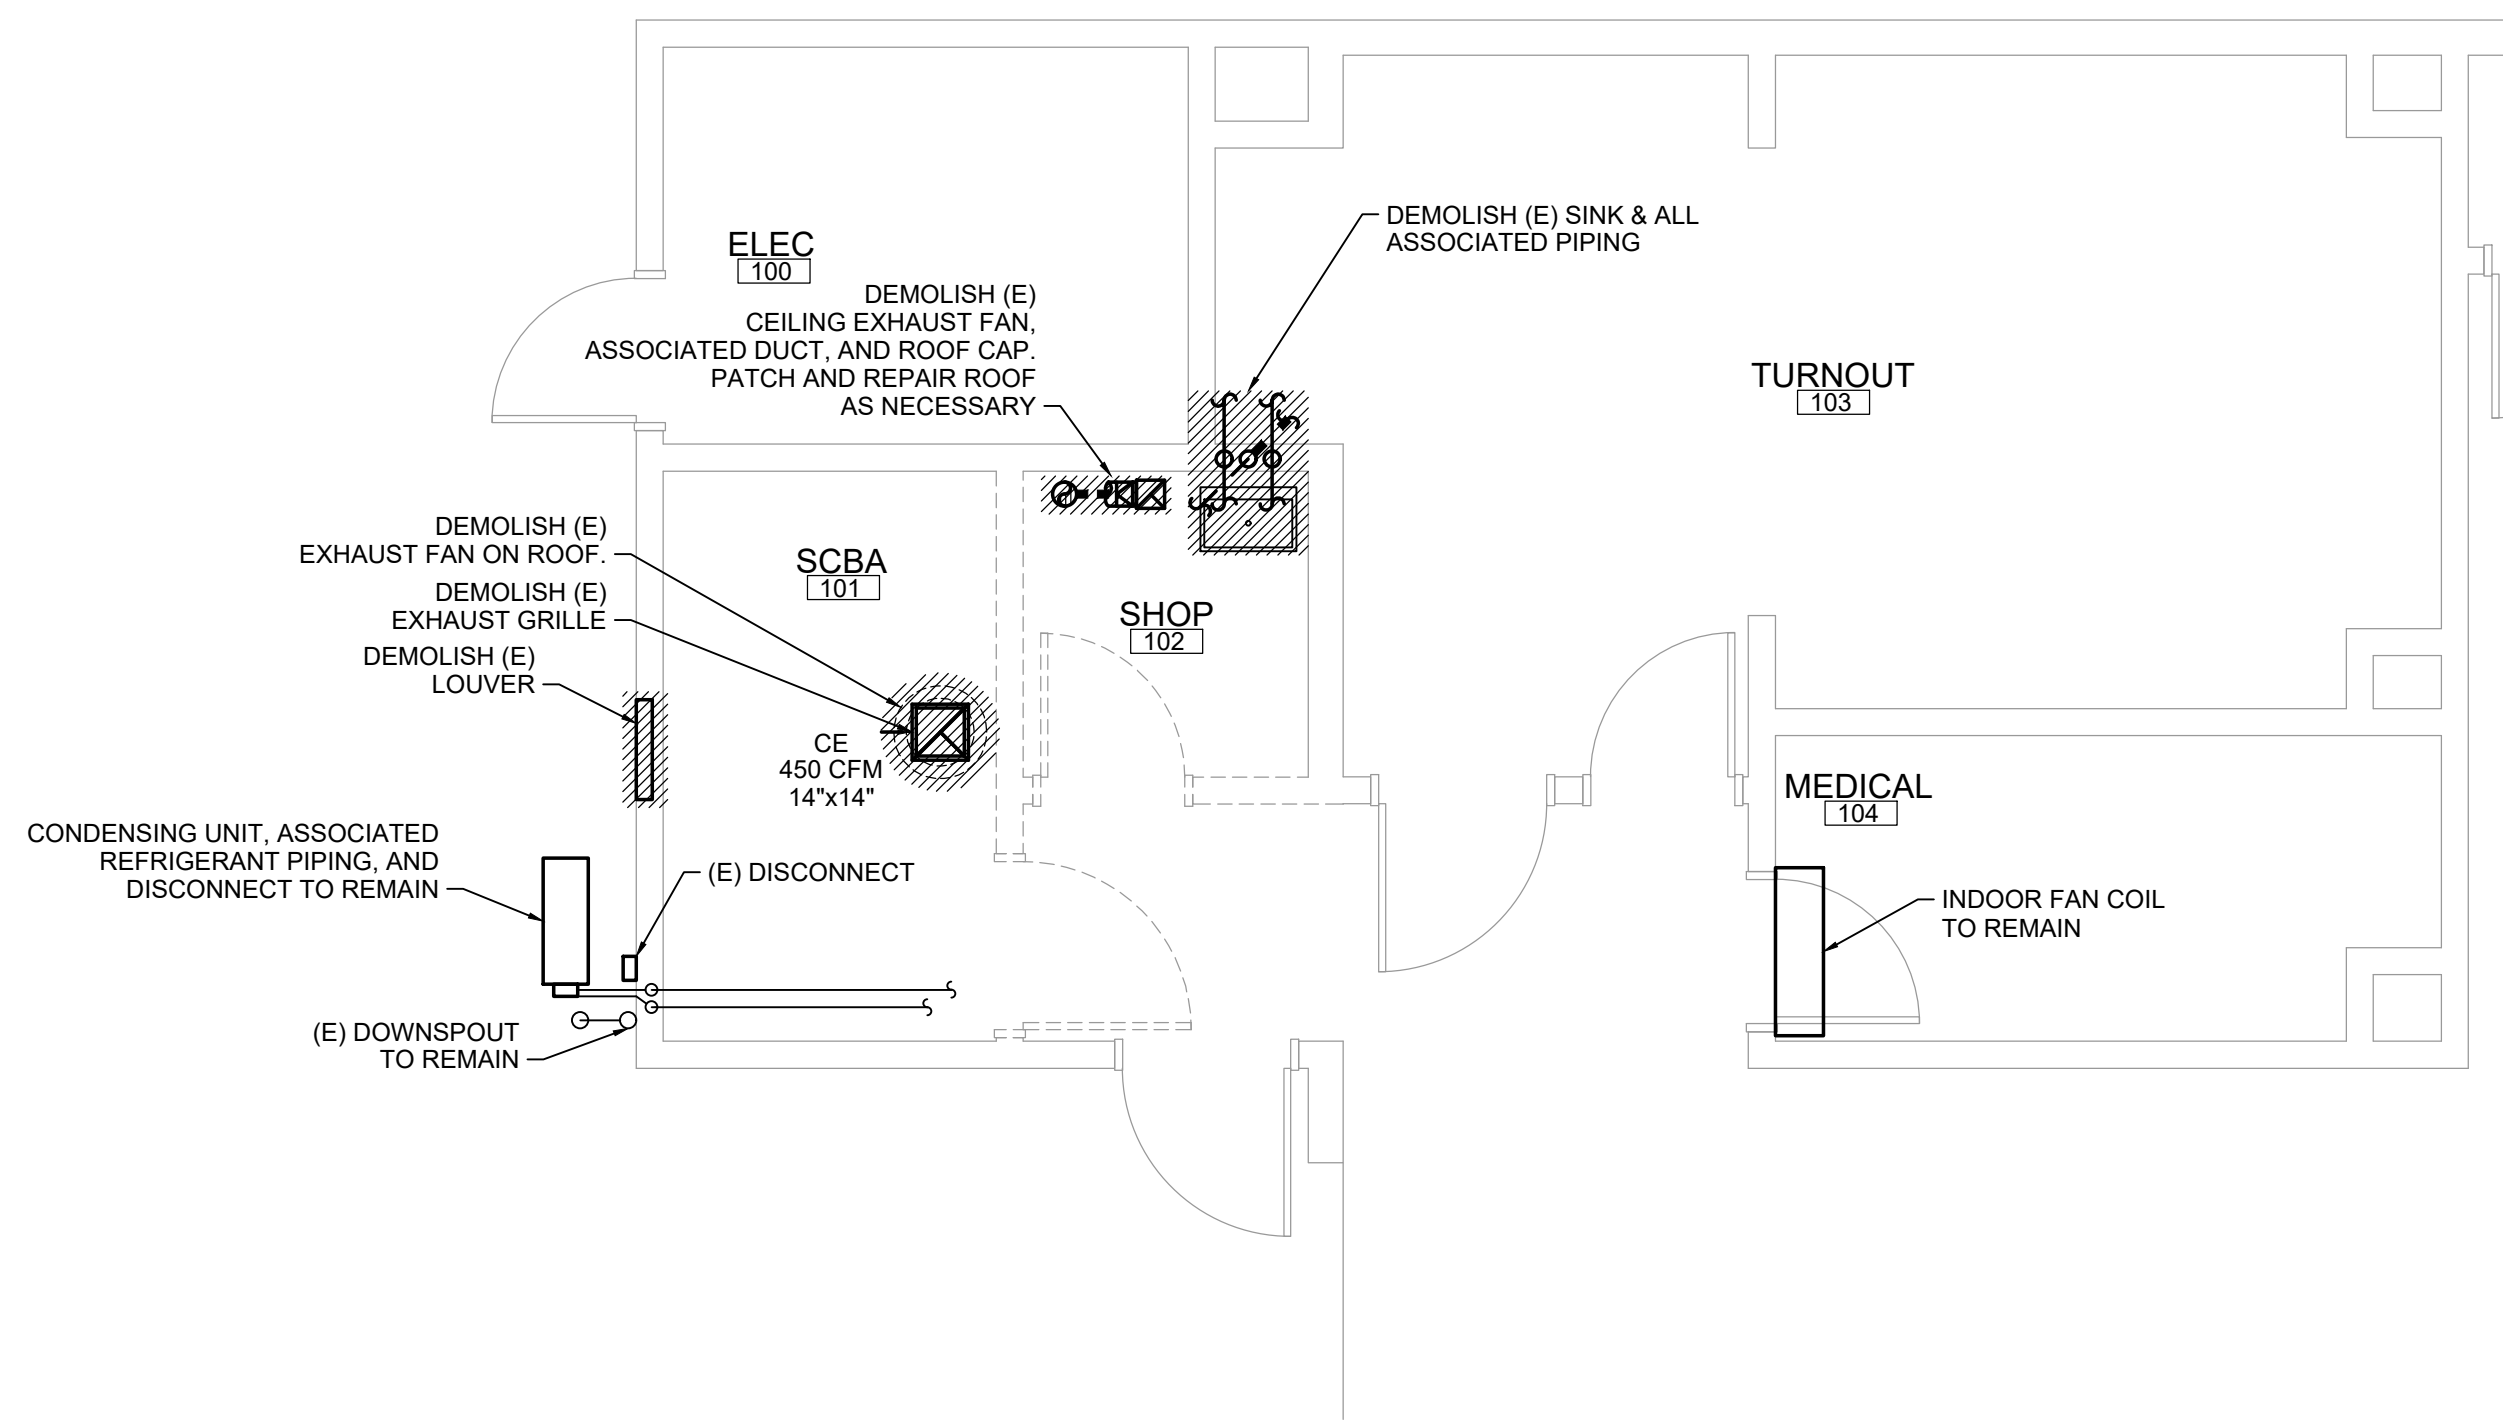 DEMOLISH (E) SINK & ALL
ASSOCIATED PIPING
ELEC
100
DEMOLISH (E)
CEILING EXHAUST FAN,
ASSOCIATED DUCT, AND ROOF CAP.
PATCH AND REPAIR ROOF
AS NECESSARY
TURNOUT
103
DEMOLISH (E)
EXHAUST FAN ON ROOF.
SCBA
101
DEMOLISH (E)
EXHAUST GRILLE
SHOP
102
DEMOLISH (E)
LOUVER
CE
450 CFM
14"x14"
MEDICAL
104
CONDENSING UNIT, ASSOCIATED
REFRIGERANT PIPING, AND
DISCONNECT TO REMAIN
(E) DISCONNECT
INDOOR FAN COIL
TO REMAIN
(E) DOWNSPOUT
TO REMAIN